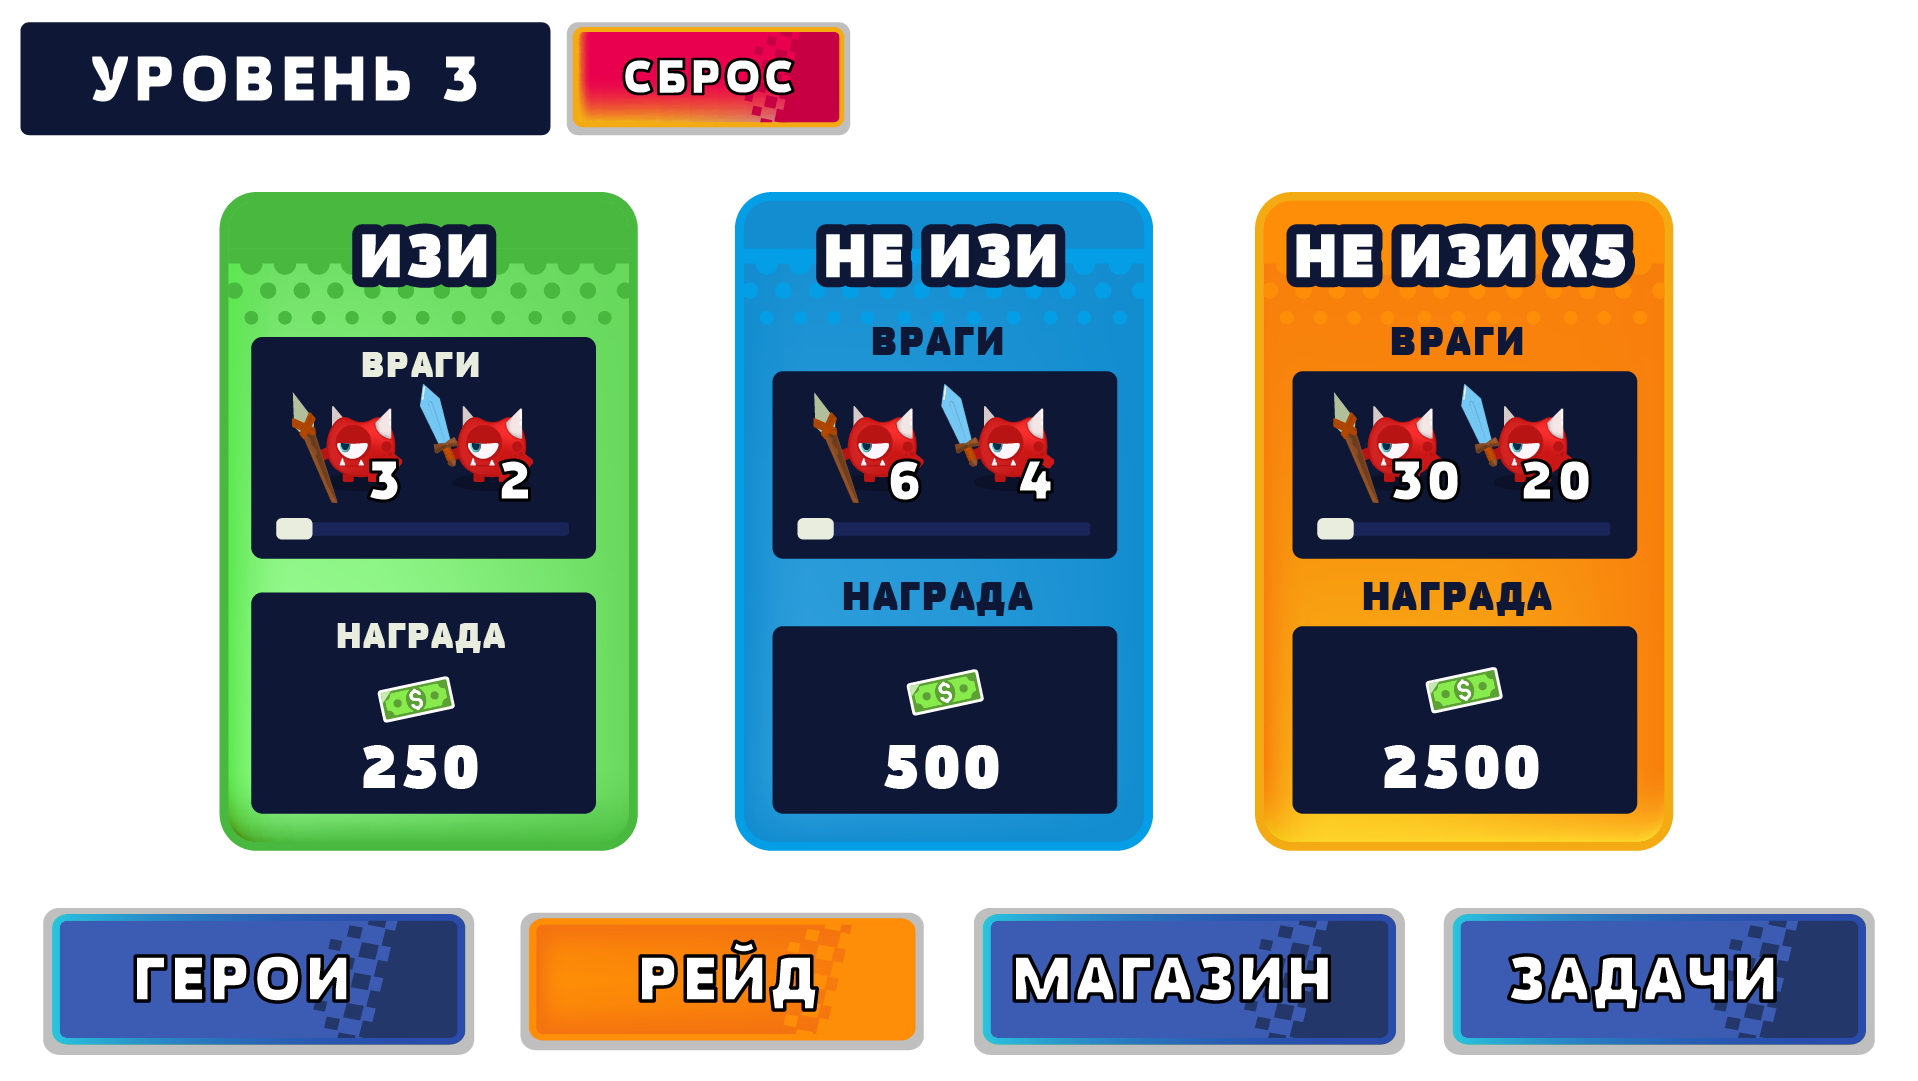 УРОВЕНЬ 3
СБРОС
ИЗИ
ВРАГИ
3 2
НАГРАДА
$
250
НЕ ИЗИ
ВРАГИ
6 4
НАГРАДА
$
500
НЕ ИЗИ X5
ВРАГИ
30 20
НАГРАДА
$
2500
ГЕРОИ
РЕЙД
МАГАЗИН
ЗАДАЧИ